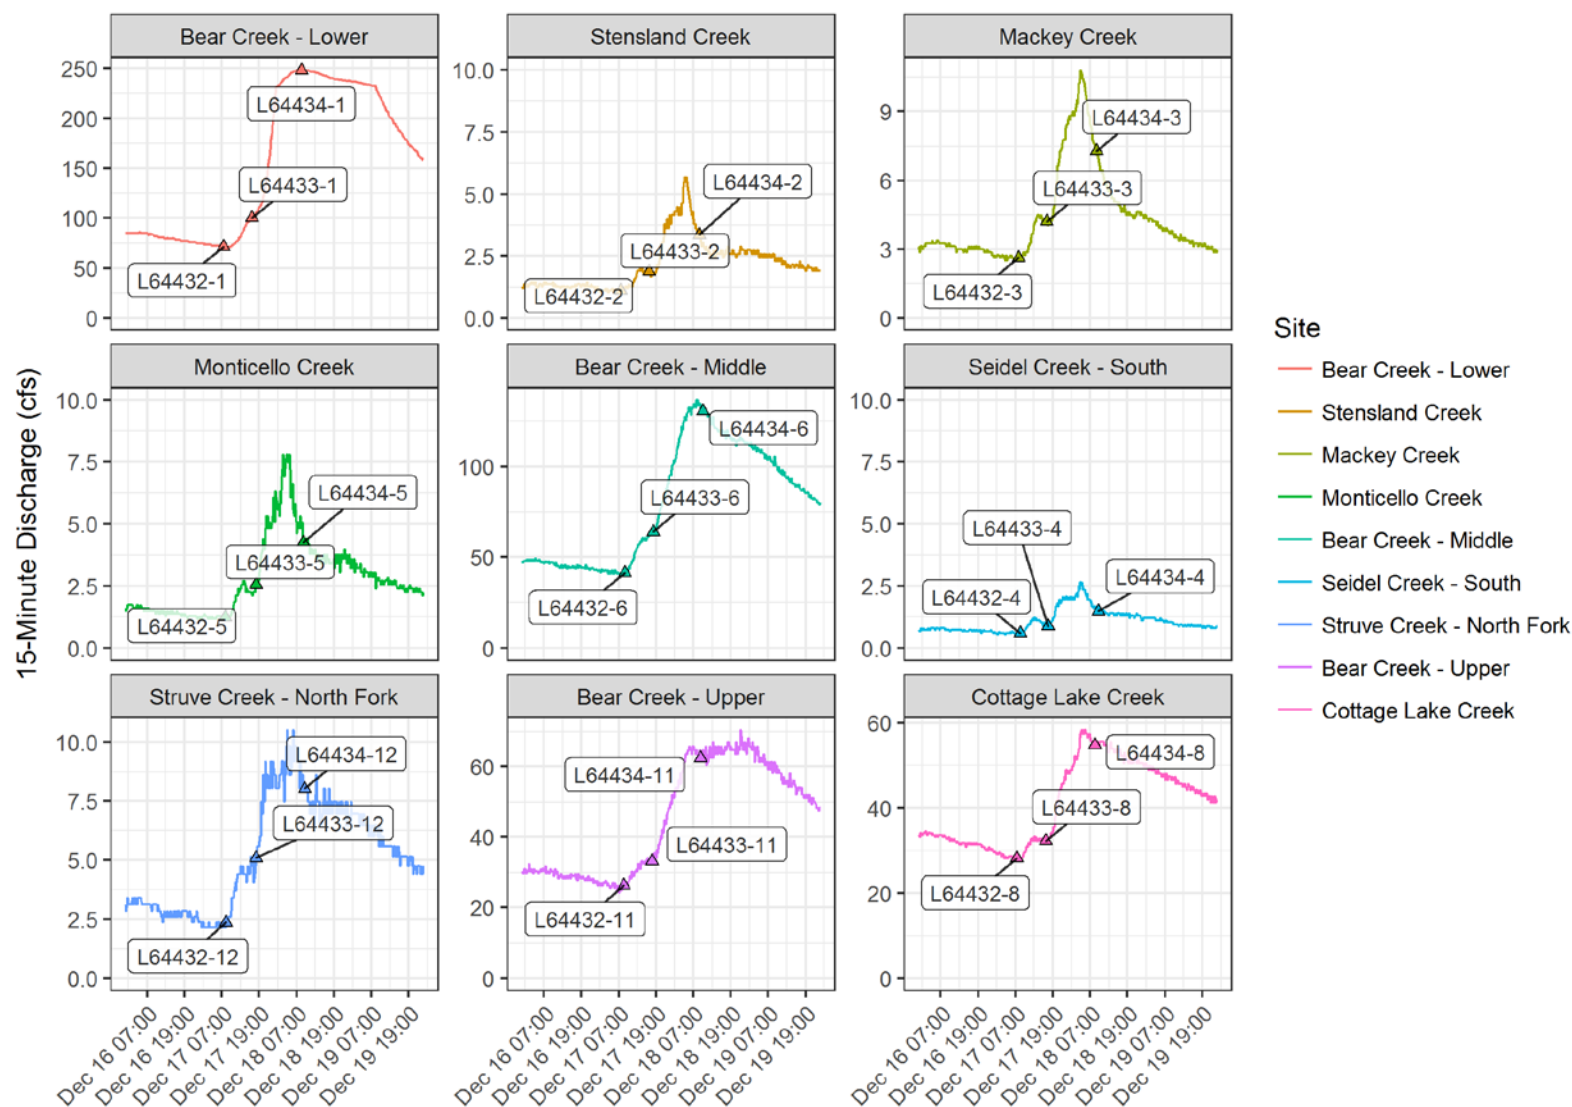 Bear Creek - Lower
Stensland Creek
Mackey Creek
250
200
150
100
50
0
L64434-1
L64433-1
L64432-1
10.0
7.5
5.0
2.5
0.0
L64434-2
L64433-2
L64432-2
9
6
3
0
L64434-3
L64433-3
L64432-3
Monticello Creek
Bear Creek - Middle
Seidel Creek - South
15-Minute Discharge (cfs)
10.0
7.5
5.0
2.5
0.0
L64434-5
L64433-5
L64432-5
100
50
0
L64434-6
L64433-6
L64432-6
10.0
7.5
5.0
2.5
0.0
L64433-4
L64432-4
L64434-4
Struve Creek - North Fork
Bear Creek - Upper
Cottage Lake Creek
10.0
7.5
5.0
2.5
0.0
L64434-12
L64433-12
L64432-12
60
40
20
0
L64434-11
L64433-11
L64432-11
60
40
20
0
L64434-8
L64433-8
L64432-8
Dec 16 07:00
Dec 16 19:00
Dec 17 07:00
Dec 17 19:00
Dec 18 07:00
Dec 18 19:00
Dec 19 07:00
Dec 19 19:00
Dec 16 07:00
Dec 16 19:00
Dec 17 07:00
Dec 17 19:00
Dec 18 07:00
Dec 18 19:00
Dec 19 07:00
Dec 19 19:00
Dec 16 07:00
Dec 16 19:00
Dec 17 07:00
Dec 17 19:00
Dec 18 07:00
Dec 18 19:00
Dec 19 07:00
Dec 19 19:00
Site
Bear Creek - Lower
Stensland Creek
Mackey Creek
Monticello Creek
Bear Creek - Middle
Seidel Creek - South
Struve Creek - North Fork
Bear Creek - Upper
Cottage Lake Creek